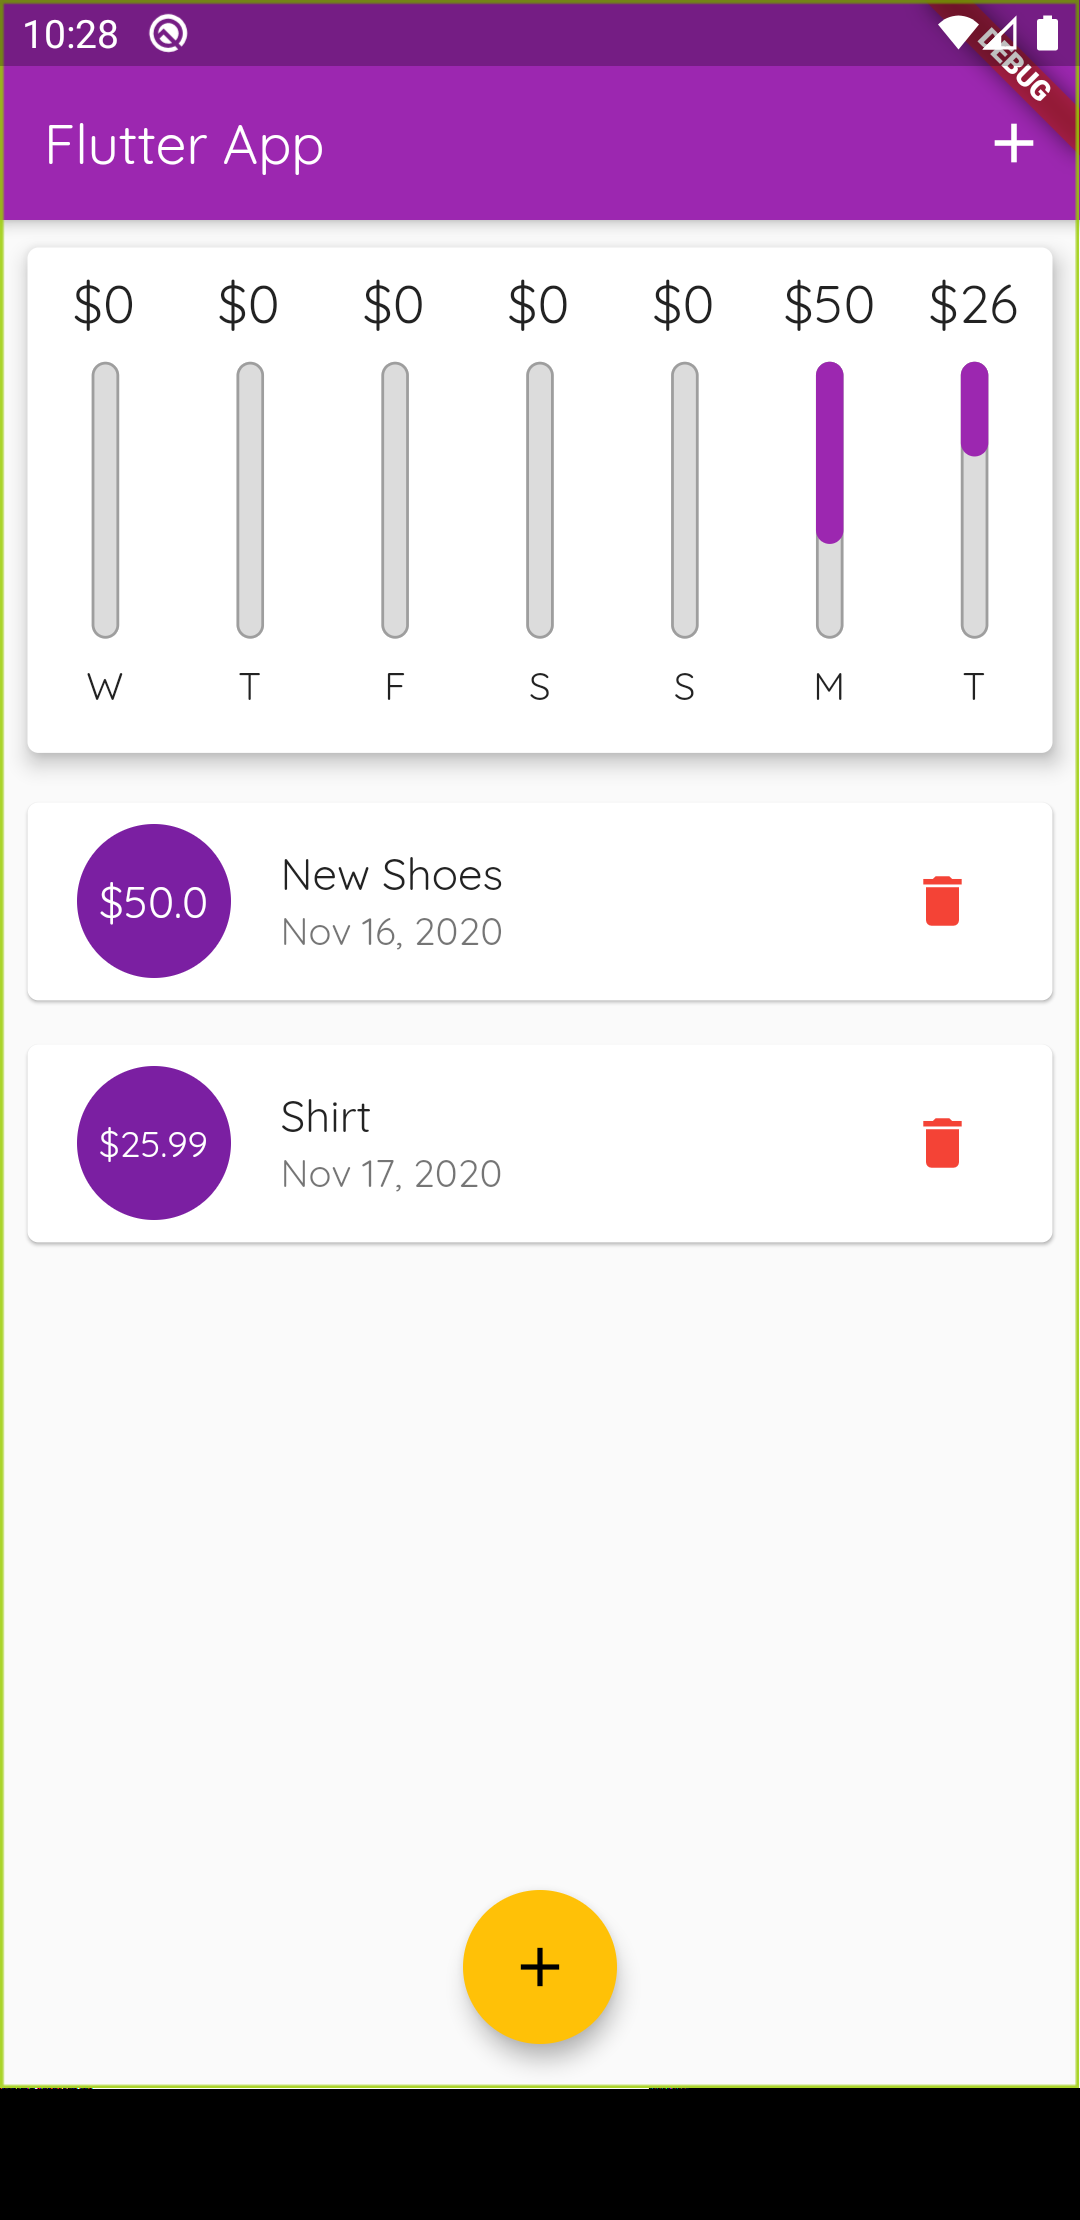 10:28
DEBUG
Flutter App
$0 $0 $0 $0 $0 $50 $26
W T F S S M T
$50.0
New Shoes
Nov 16, 2020
$25.99
Shirt
Nov 17, 2020